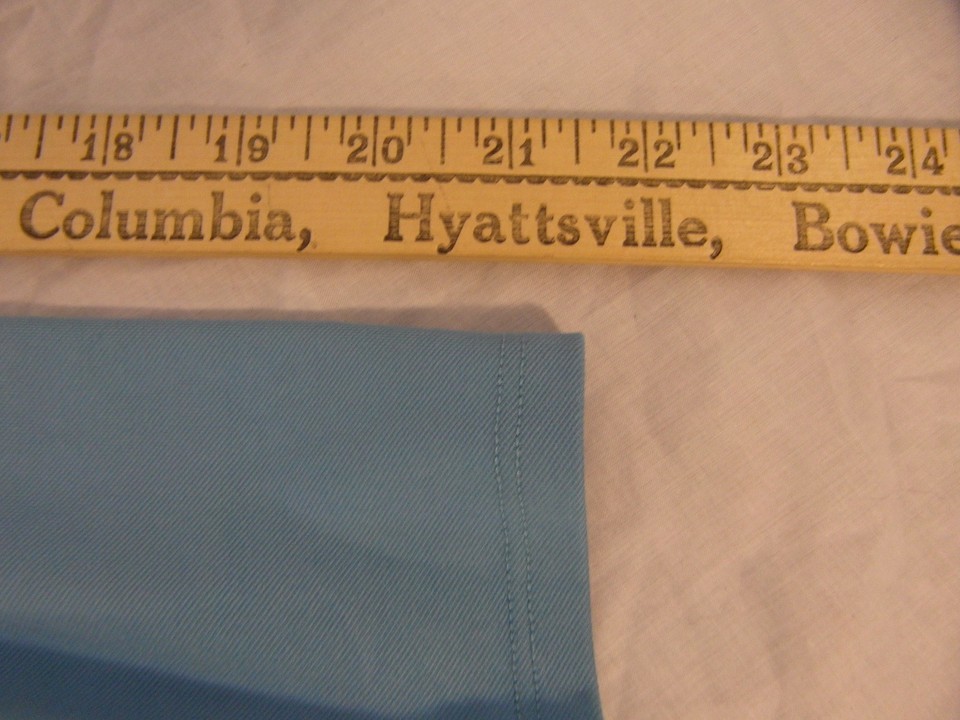 18 19 20 21 22 23 24
Columbia, Hyattsville, Bowie